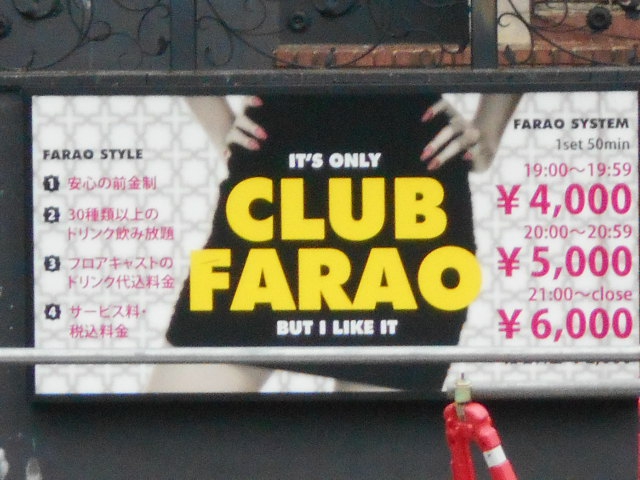 FARAO STYLE
1 安心の前金制
2 30種類以上の
ドリンク飲み放題
3 フロアキャストの
ドリンク代込料金
4 サービス料・
税込料金
IT'S ONLY
CLUB
FARAO
BUT I LIKE IT
FARAO SYSTEM
1set 50min
19:00〜19:59
¥4,000
20:00〜20:59
¥5,000
21:00〜close
¥6,000